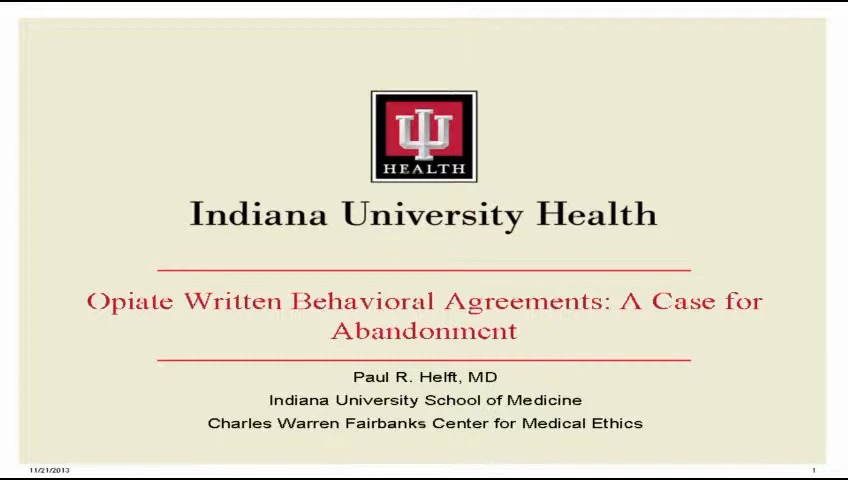 HEALTH
Indiana University Health
Opiate Written Behavioral Agreements: A Case for
Abandonment
Paul R. Helft, MD
Indiana University School of Medicine
Charles Warren Fairbanks Center for Medical Ethics
11/21/2013
1